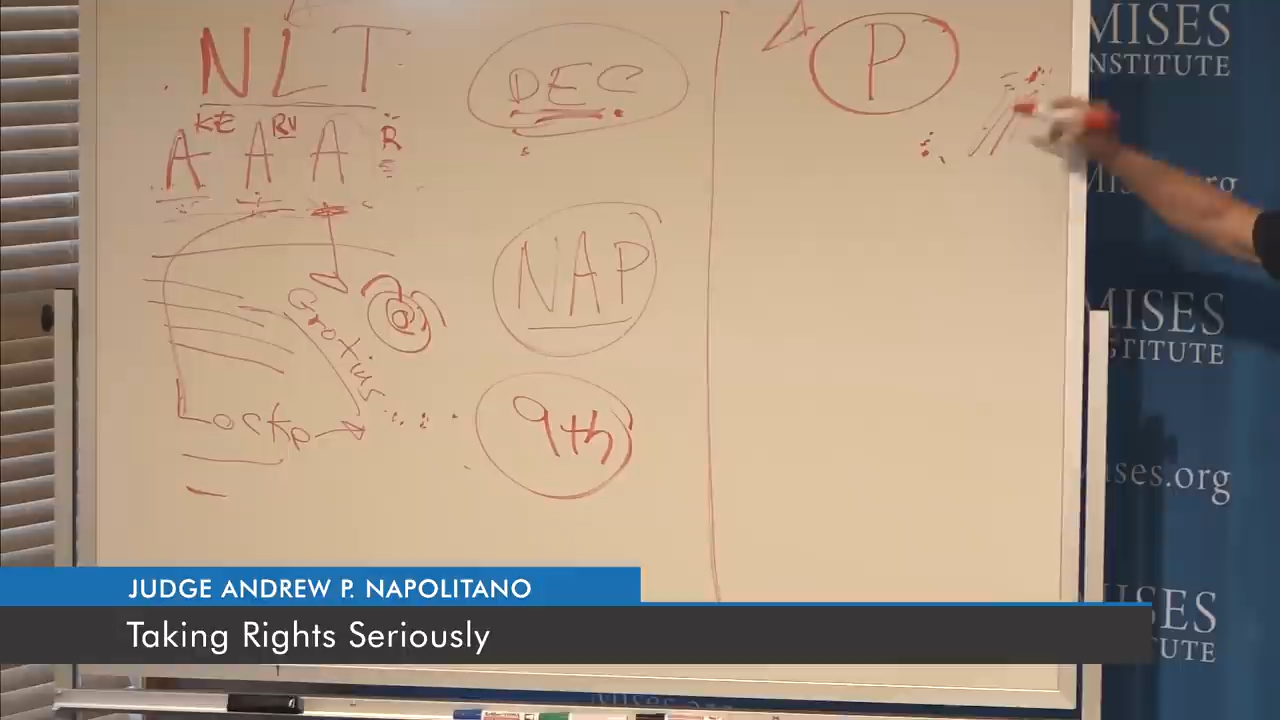 NLT
A KE A RU A R
Grotius
Locke
DEC
NAP
9th
P
MISES
INSTITUTE
MISES
Mises.org
JUDGE ANDREW P. NAPOLITANO
Taking Rights Seriously